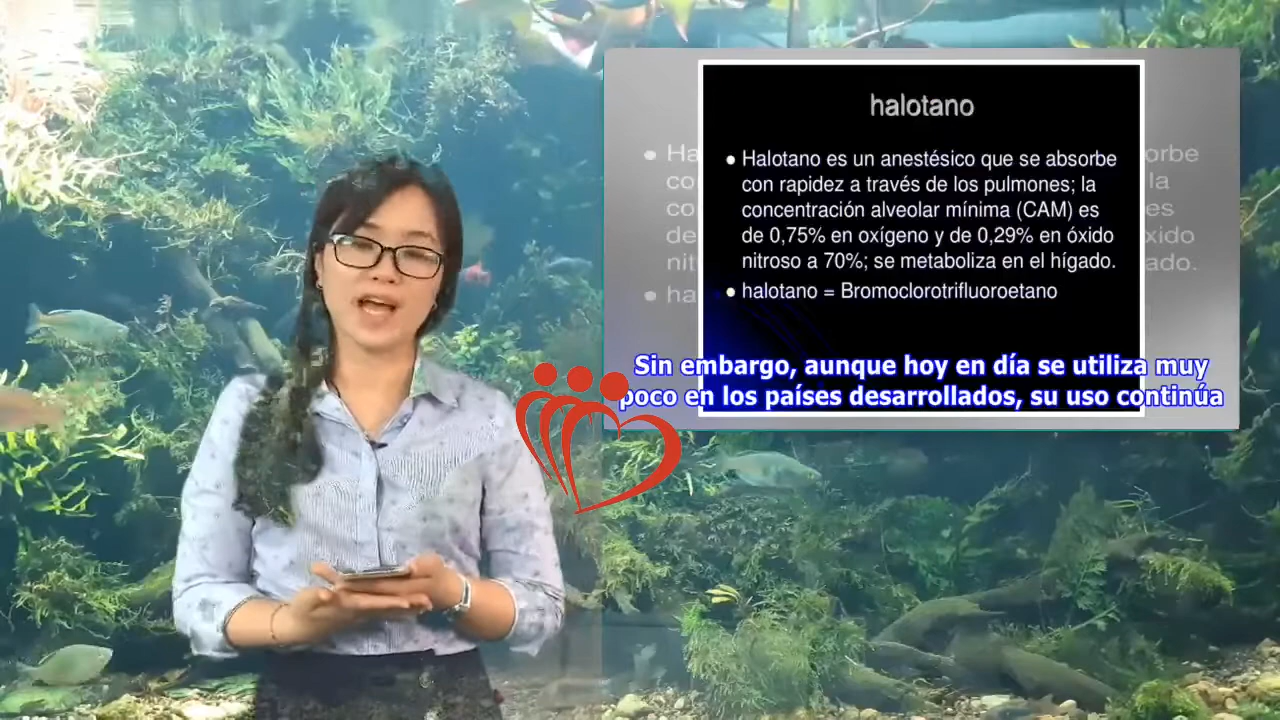 halotano
• Halotano es un anestésico que se absorbe
con rapidez a través de los pulmones; la
concentración alveolar mínima (CAM) es
de 0,75% en oxígeno y de 0,29% en óxido
nitroso a 70%; se metaboliza en el hígado.
• halotano = Bromoclorotrifluoroetano
Sin embargo, aunque hoy en día se utiliza muy
poco en los países desarrollados, su uso continúa